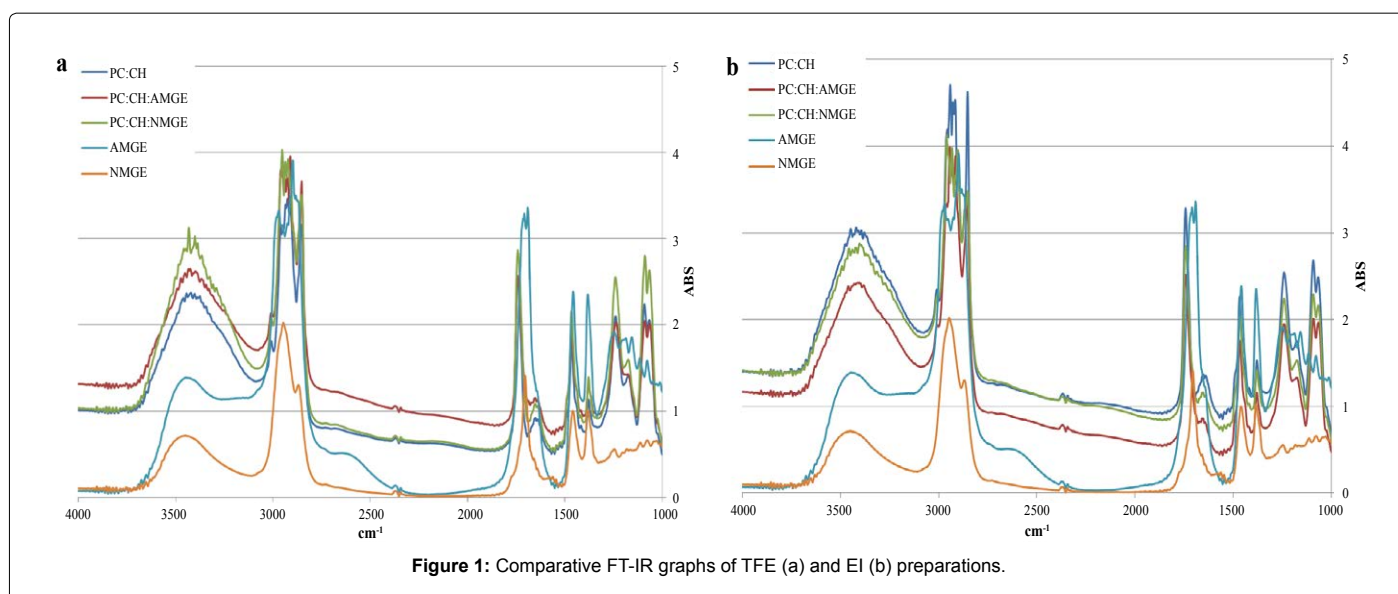 a
PC:CH
PC:CH:AMGE
PC:CH:NMGE
AMGE
NMGE
5
4
3
2
1
0
ABS
4000 3500 3000 2500 2000 1500 1000
cm-1
b
PC:CH
PC:CH:AMGE
PC:CH:NMGE
AMGE
NMGE
5
4
3
2
1
0
ABS
4000 3500 3000 2500 2000 1500 1000
cm-1
Figure 1: Comparative FT-IR graphs of TFE (a) and EI (b) preparations.